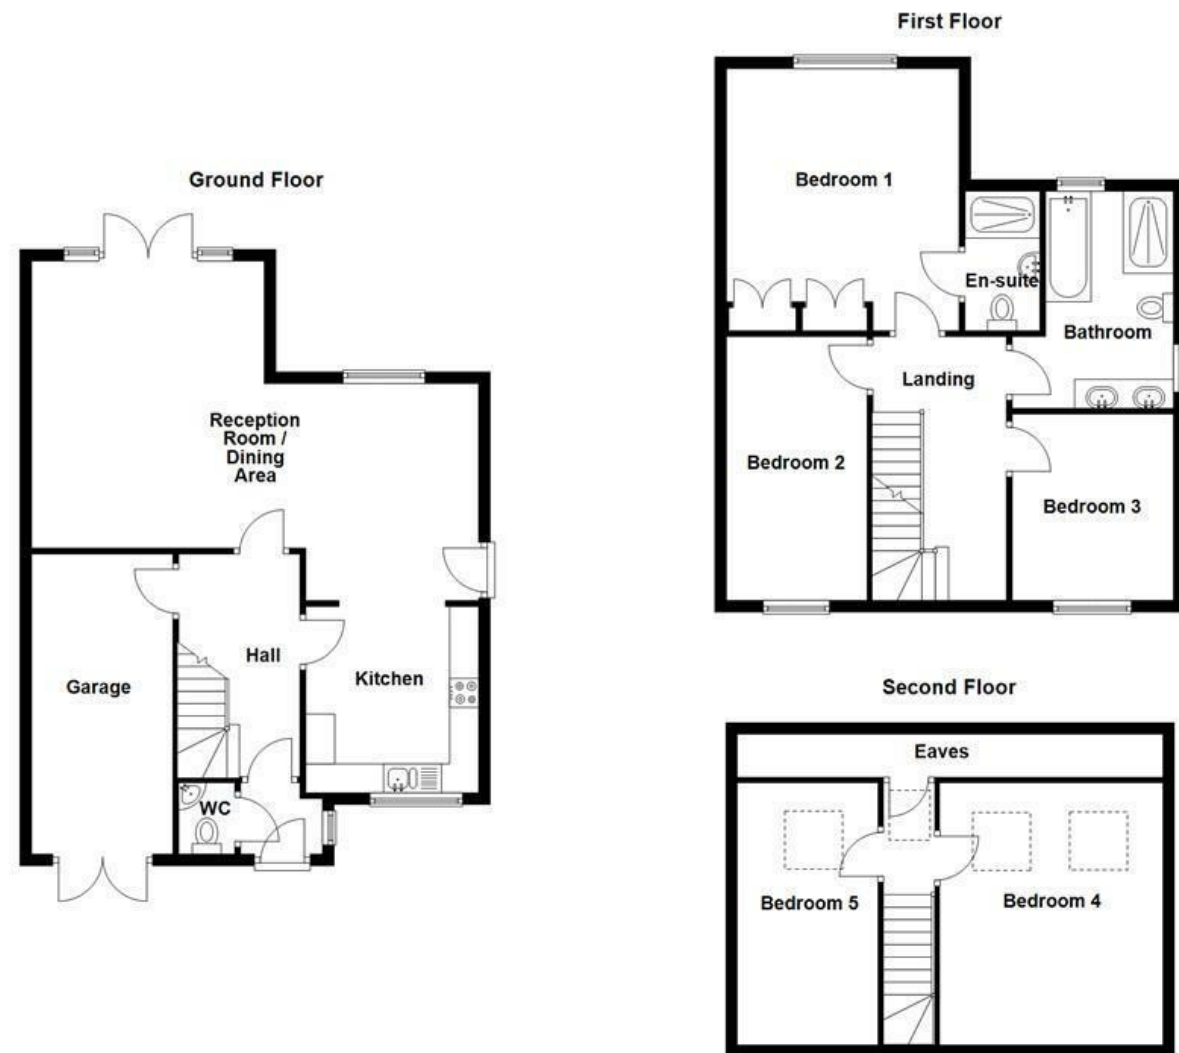 Ground Floor
Reception
Room /
Dining
Area
Hall
Garage
Kitchen
WC
First Floor
Bedroom 1
En-suite
Bathroom
Landing
Bedroom 2
Bedroom 3
Second Floor
Eaves
Bedroom 5
Bedroom 4